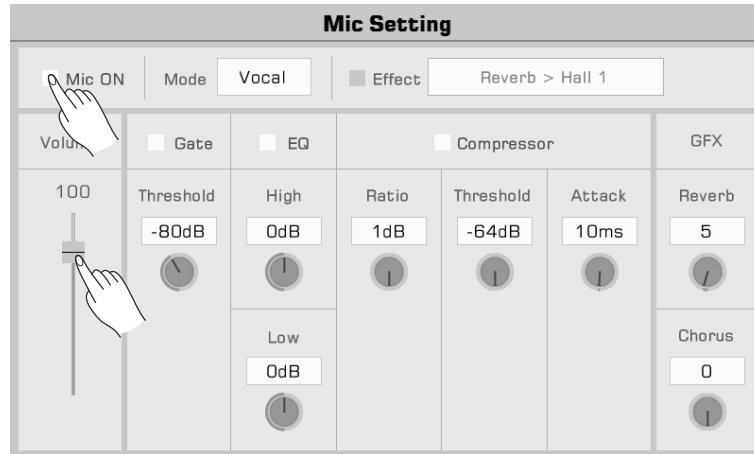 Mic Setting
Mic ON
Mode
Vocal
Effect
Reverb > Hall 1
Gate
EQ
Compressor
GFX
100
Threshold
High
Ratio
Threshold
Attack
Reverb
-80dB
0dB
1dB
-64dB
10ms
5
Low
Chorus
0dB
0